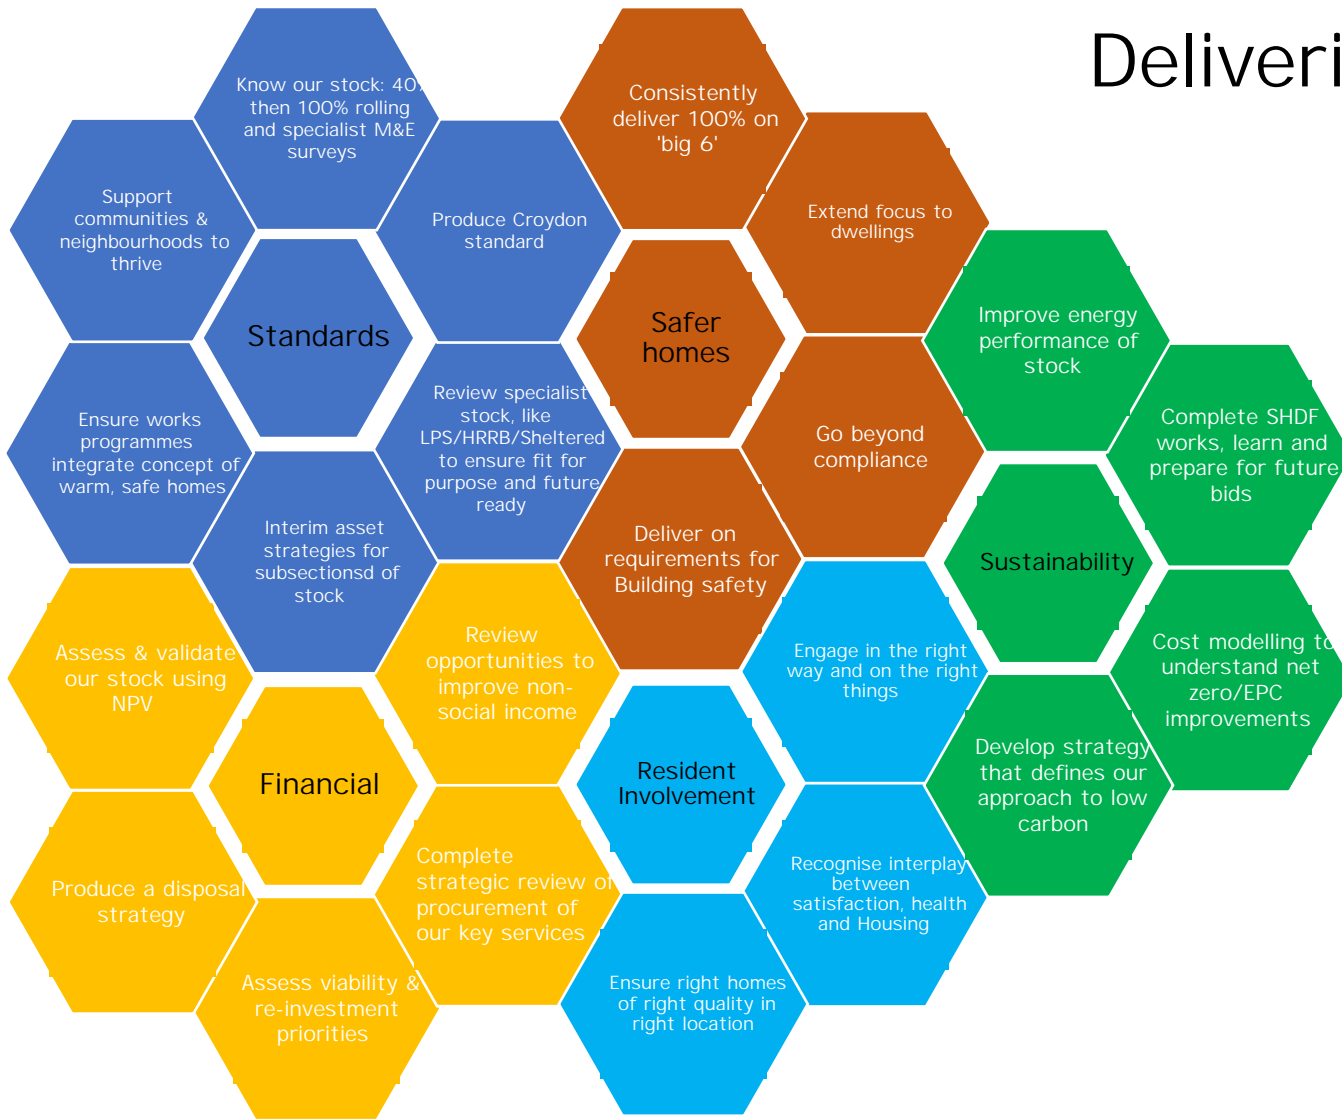 Deliveri
Know our stock: 40%
then 100% rolling
and specialist M&E
surveys
Support
communities &
neighbourhoods to
thrive
Produce Croydon
standard
Standards
Ensure works
programmes
integrate concept of
warm, safe homes
Review specialist
stock, like
LPS/HRRB/Sheltered
to ensure fit for
purpose and future
ready
Interim asset
strategies for
subsectionsd of
stock
Consistently
deliver 100% on
'big 6'
Extend focus to
dwellings
Safer
homes
Go beyond
compliance
Deliver on
requirements for
Building safety
Improve energy
performance of
stock
Complete SHDF
works, learn and
prepare for future
bids
Sustainability
Cost modelling to
understand net
zero/EPC
improvements
Develop strategy
that defines our
approach to low
carbon
Assess & validate
our stock using
NPV
Review
opportunities to
improve non-
social income
Financial
Produce a disposal
strategy
Complete
strategic review of
procurement of
our key services
Assess viability &
re-investment
priorities
Engage in the right
way and on the right
things
Resident
Involvement
Recognise interplay
between
satisfaction, health
and Housing
Ensure right homes
of right quality in
right location